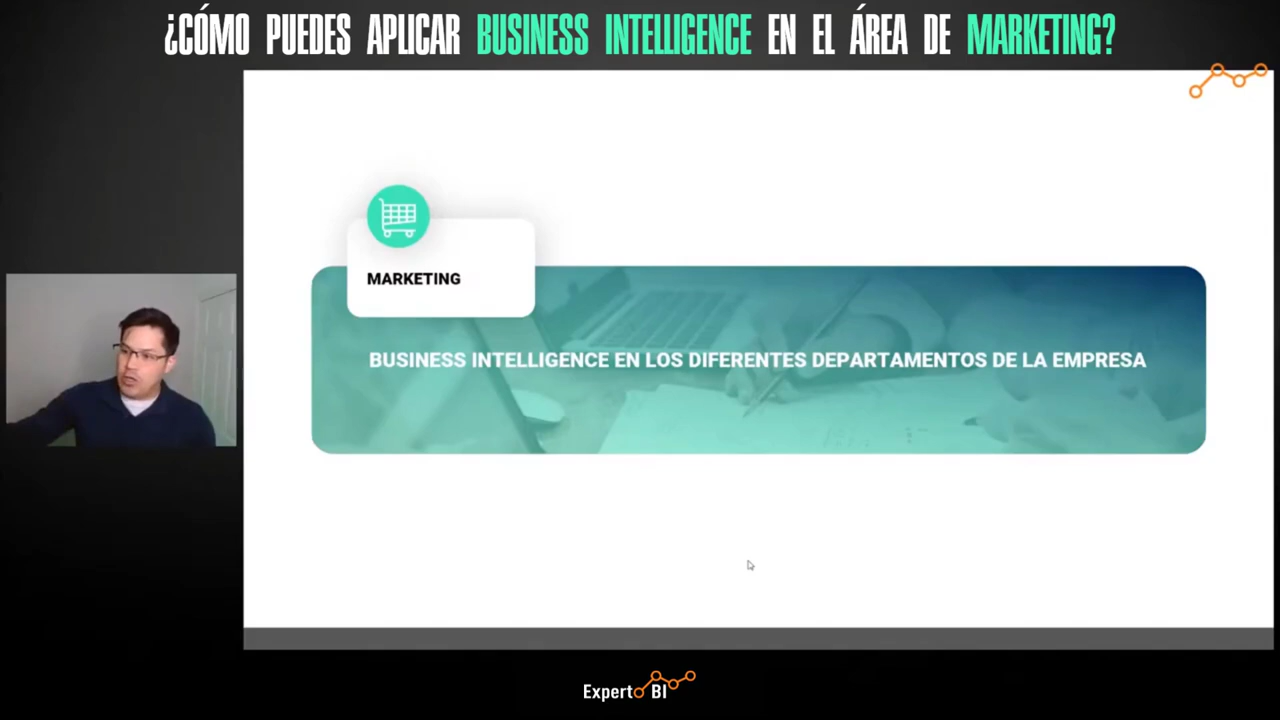 ¿CÓMO PUEDES APLICAR BUSINESS INTELLIGENCE EN EL ÁREA DE MARKETING?
MARKETING
BUSINESS INTELLIGENCE EN LOS DIFERENTES DEPARTAMENTOS DE LA EMPRESA
Experto BI